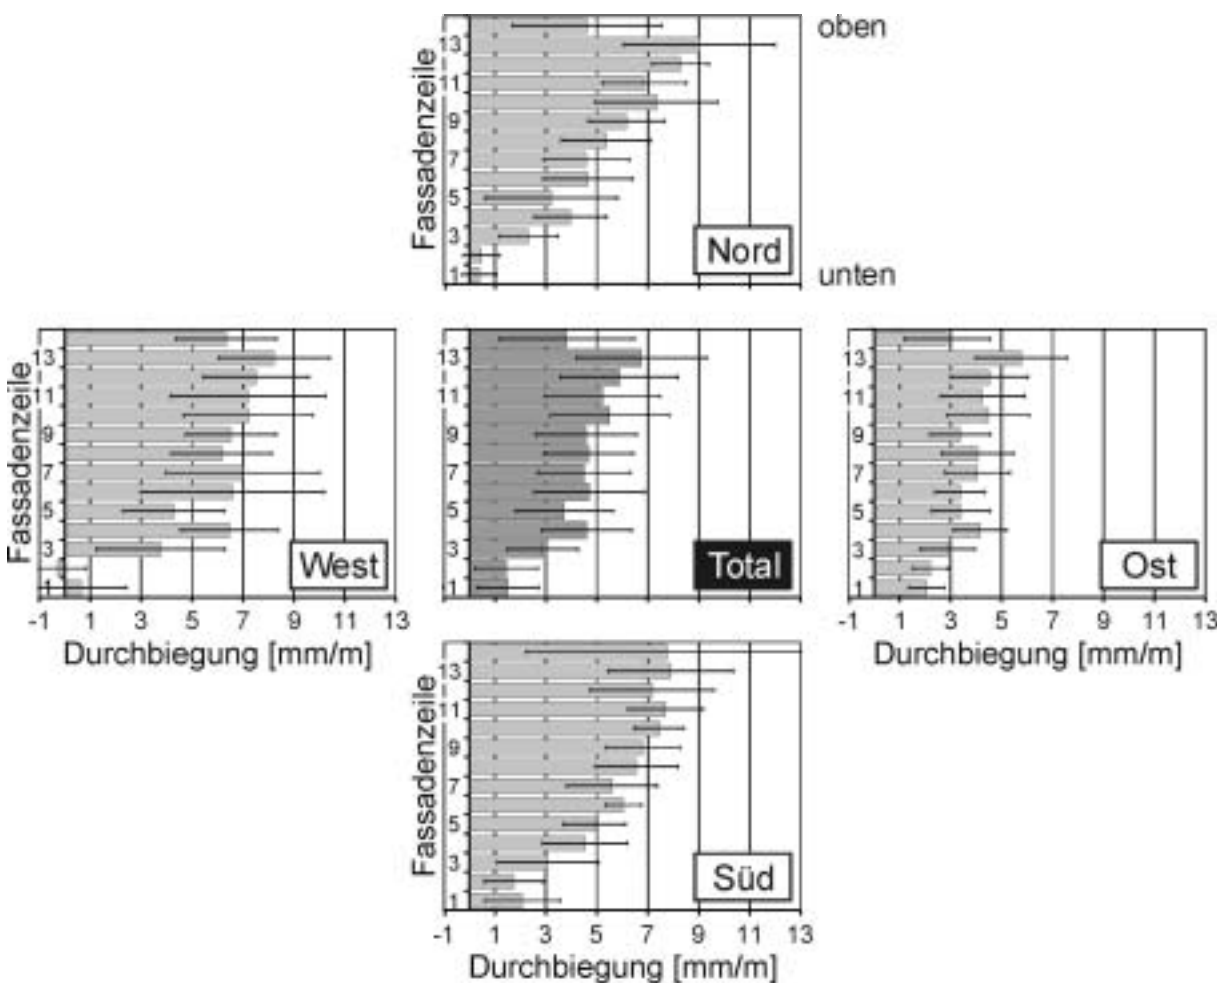 oben
Fassadenzeile
13
11
9
7
5
3
1
Nord
unten
Fassadenzeile
13
11
9
7
5
3
1
West
-1 1 3 5 7 9 11 13
Durchbiegung [mm/m]
13
11
9
7
5
3
1
Total
13
11
9
7
5
3
1
Ost
-1 1 3 5 7 9 11 13
Durchbiegung [mm/m]
Fassadenzeile
13
11
9
7
5
3
1
Süd
-1 1 3 5 7 9 11 13
Durchbiegung [mm/m]